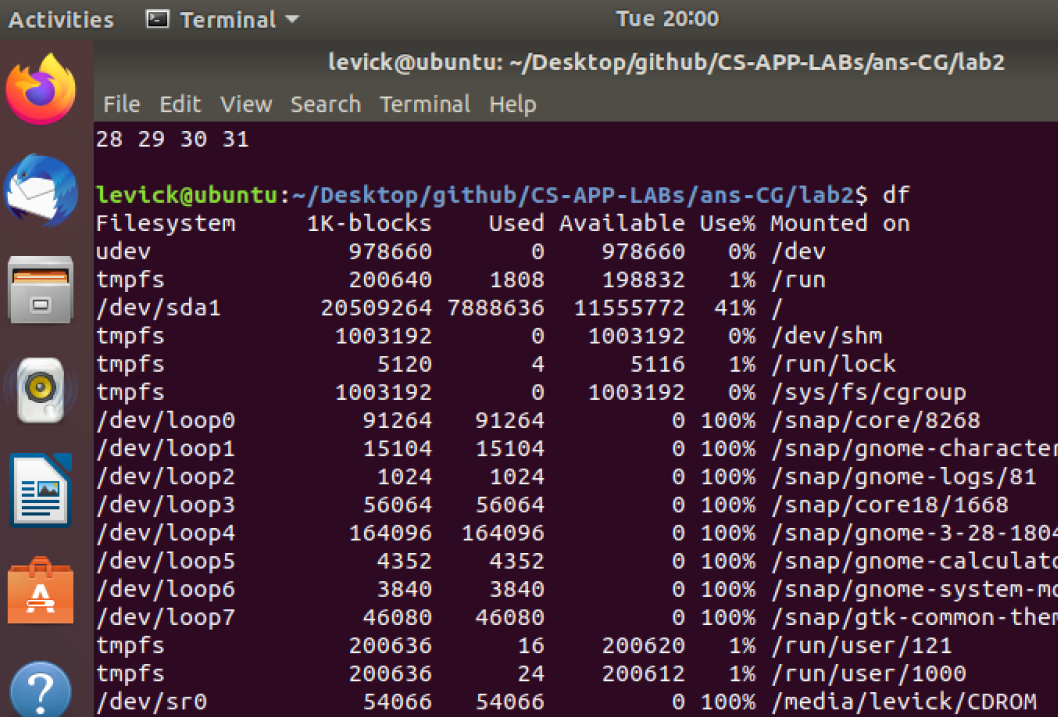 Activities Terminal Tue 20:00
levick@ubuntu: ~/Desktop/github/CS-APP-LABs/ans-CG/lab2
File Edit View Search Terminal Help
28 29 30 31
levick@ubuntu:~/Desktop/github/CS-APP-LABs/ans-CG/lab2$ df
Filesystem 1K-blocks Used Available Use% Mounted on
udev 978660 0 978660 0% /dev
tmpfs 200640 1808 198832 1% /run
/dev/sda1 20509264 7888636 11555772 41% /
tmpfs 1003192 0 1003192 0% /dev/shm
tmpfs 5120 4 5116 1% /run/lock
tmpfs 1003192 0 1003192 0% /sys/fs/cgroup
/dev/loop0 91264 91264 0 100% /snap/core/8268
/dev/loop1 15104 15104 0 100% /snap/gnome-character
/dev/loop2 1024 1024 0 100% /snap/gnome-logs/81
/dev/loop3 56064 56064 0 100% /snap/core18/1668
/dev/loop4 164096 164096 0 100% /snap/gnome-3-28-1804
/dev/loop5 4352 4352 0 100% /snap/gnome-calculato
/dev/loop6 3840 3840 0 100% /snap/gnome-system-mo
/dev/loop7 46080 46080 0 100% /snap/gtk-common-them
tmpfs 200636 16 200620 1% /run/user/121
tmpfs 200636 24 200612 1% /run/user/1000
/dev/sr0 54066 54066 0 100% /media/levick/CDROM